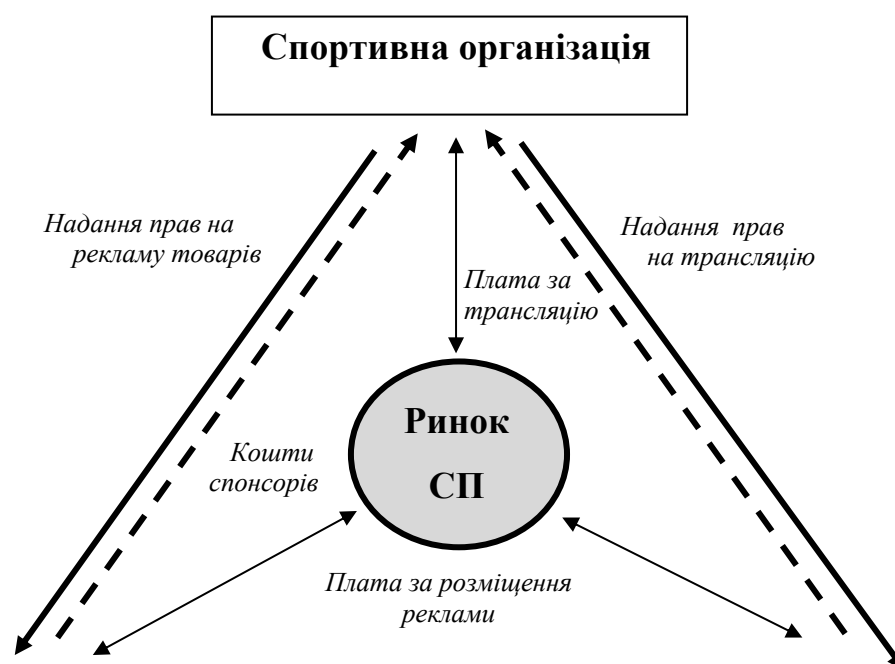 Спортивна організація
Надання прав на
рекламу товарів
Надання прав
на трансляцію
Плата за
трансляцію
Ринок
СП
Кошти
спонсорів
Плата за розміщення
реклами